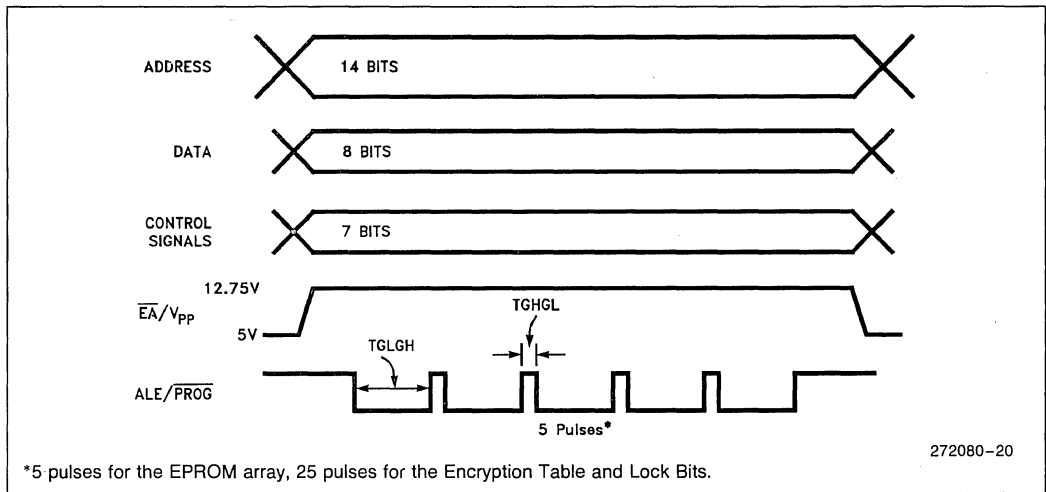 ADDRESS
14 BITS
DATA
8 BITS
CONTROL
SIGNALS
7 BITS
12.75V
EA/VPP
5V
TGHGL
TGLGH
ALE/PROG
5 Pulses*
272080-20
*5 pulses for the EPROM array, 25 pulses for the Encryption Table and Lock Bits.